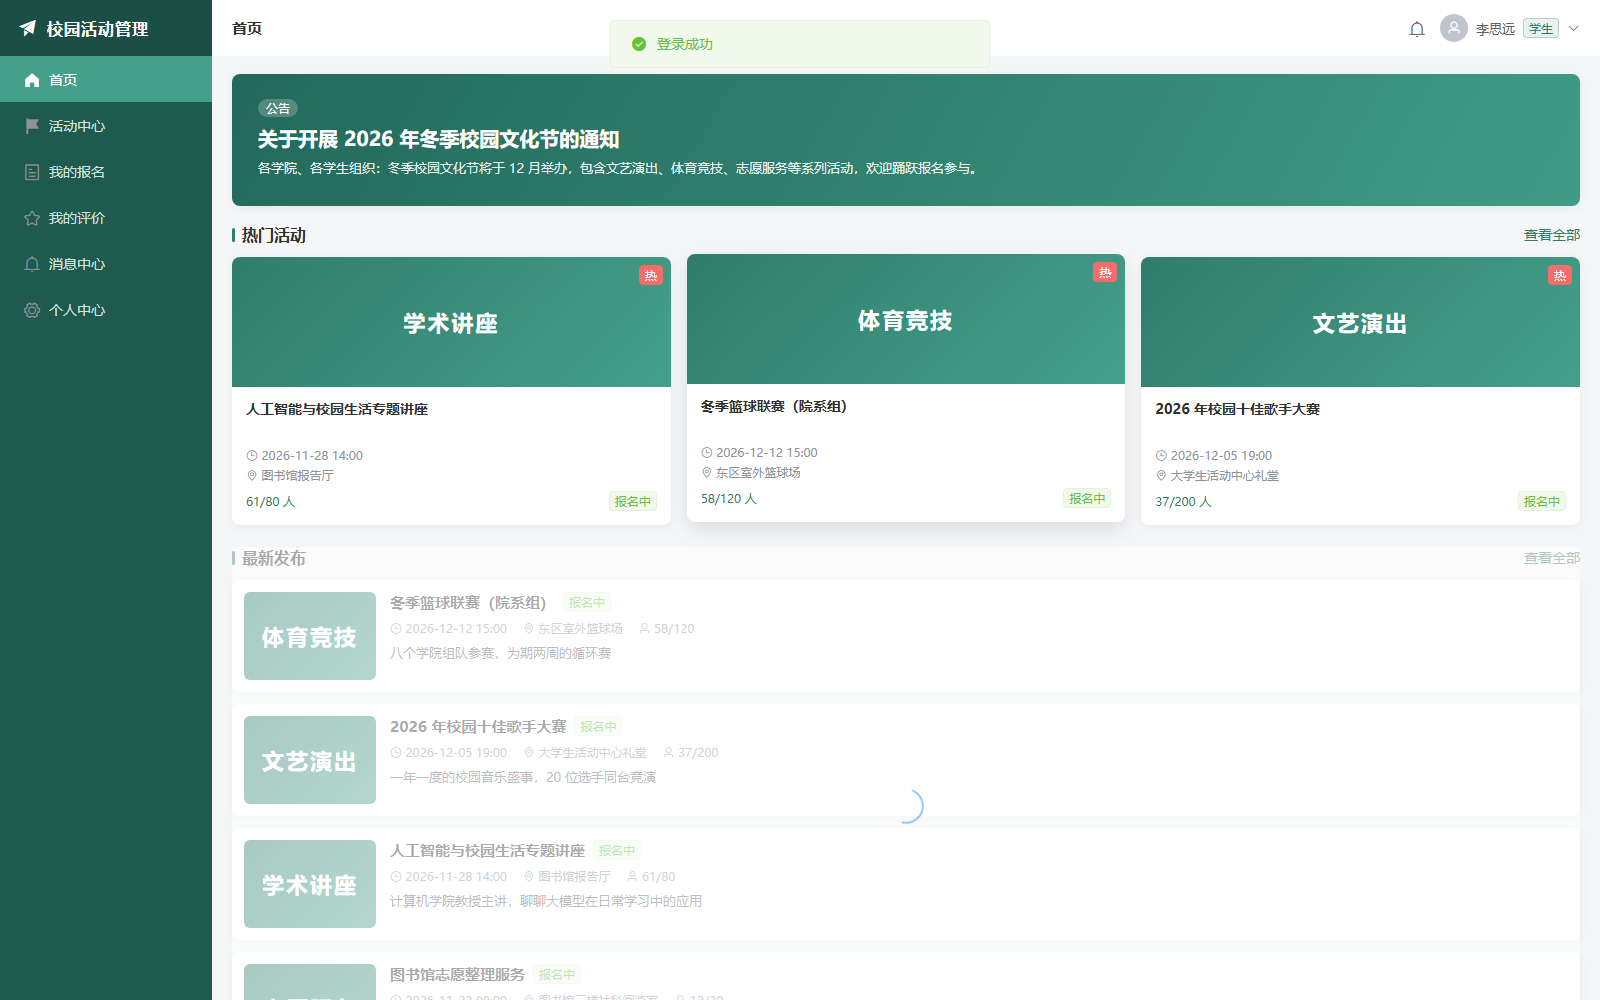 校园活动管理
首页
活动中心
我的报名
我的评价
消息中心
个人中心
首页
登录成功
李思远 学生
公告
关于开展 2026 年冬季校园文化节的通知
各学院、各学生组织：冬季校园文化节将于 12 月举办，包含文艺演出、体育竞技、志愿服务等系列活动，欢迎踊跃报名参与。
热门活动
查看全部
热
学术讲座
人工智能与校园生活专题讲座
2026-11-28 14:00
图书馆报告厅
61/80 人
报名中
热
体育竞技
冬季篮球联赛（院系组）
2026-12-12 15:00
东区室外篮球场
58/120 人
报名中
热
文艺演出
2026 年校园十佳歌手大赛
2026-12-05 19:00
大学生活动中心礼堂
37/200 人
报名中
最新发布
查看全部
体育竞技
冬季篮球联赛（院系组） 报名中
2026-12-12 15:00 东区室外篮球场 58/120
八个学院组队参赛，为期两周的循环赛
文艺演出
2026 年校园十佳歌手大赛 报名中
2026-12-05 19:00 大学生活动中心礼堂 37/200
一年一度的校园音乐盛事，20 位选手同台竞演
学术讲座
人工智能与校园生活专题讲座 报名中
2026-11-28 14:00 图书馆报告厅 61/80
计算机学院教授主讲，聊聊大模型在日常学习中的应用
图书馆志愿整理服务 报名中